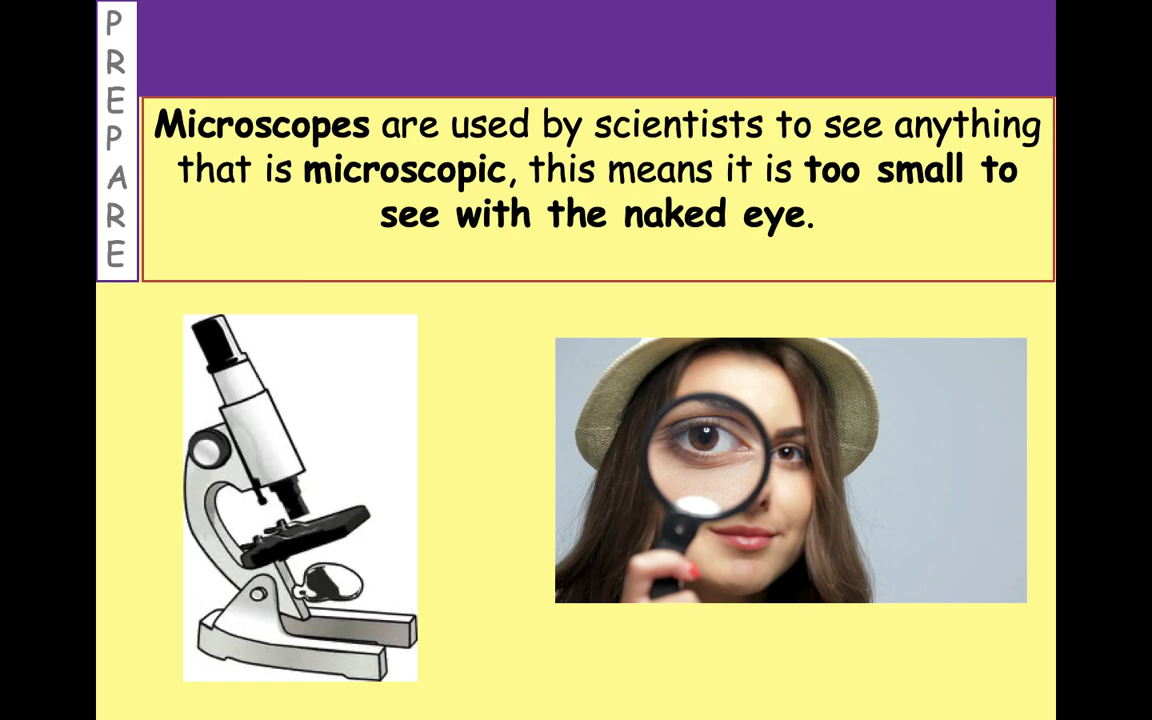 PREPARE
Microscopes are used by scientists to see anything
that is microscopic, this means it is too small to
see with the naked eye.